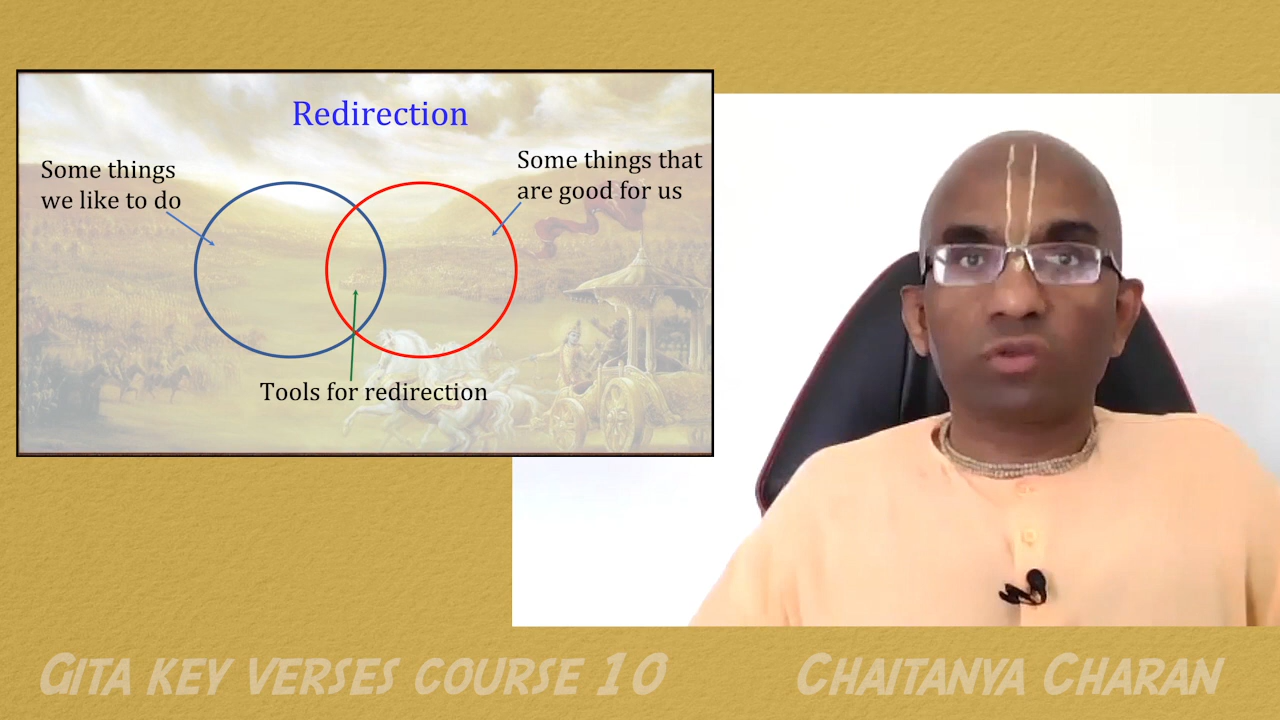 Redirection
Some things
we like to do
Some things that
are good for us
Tools for redirection
GITA KEY VERSES COURSE 10
CHAITANYA CHARAN